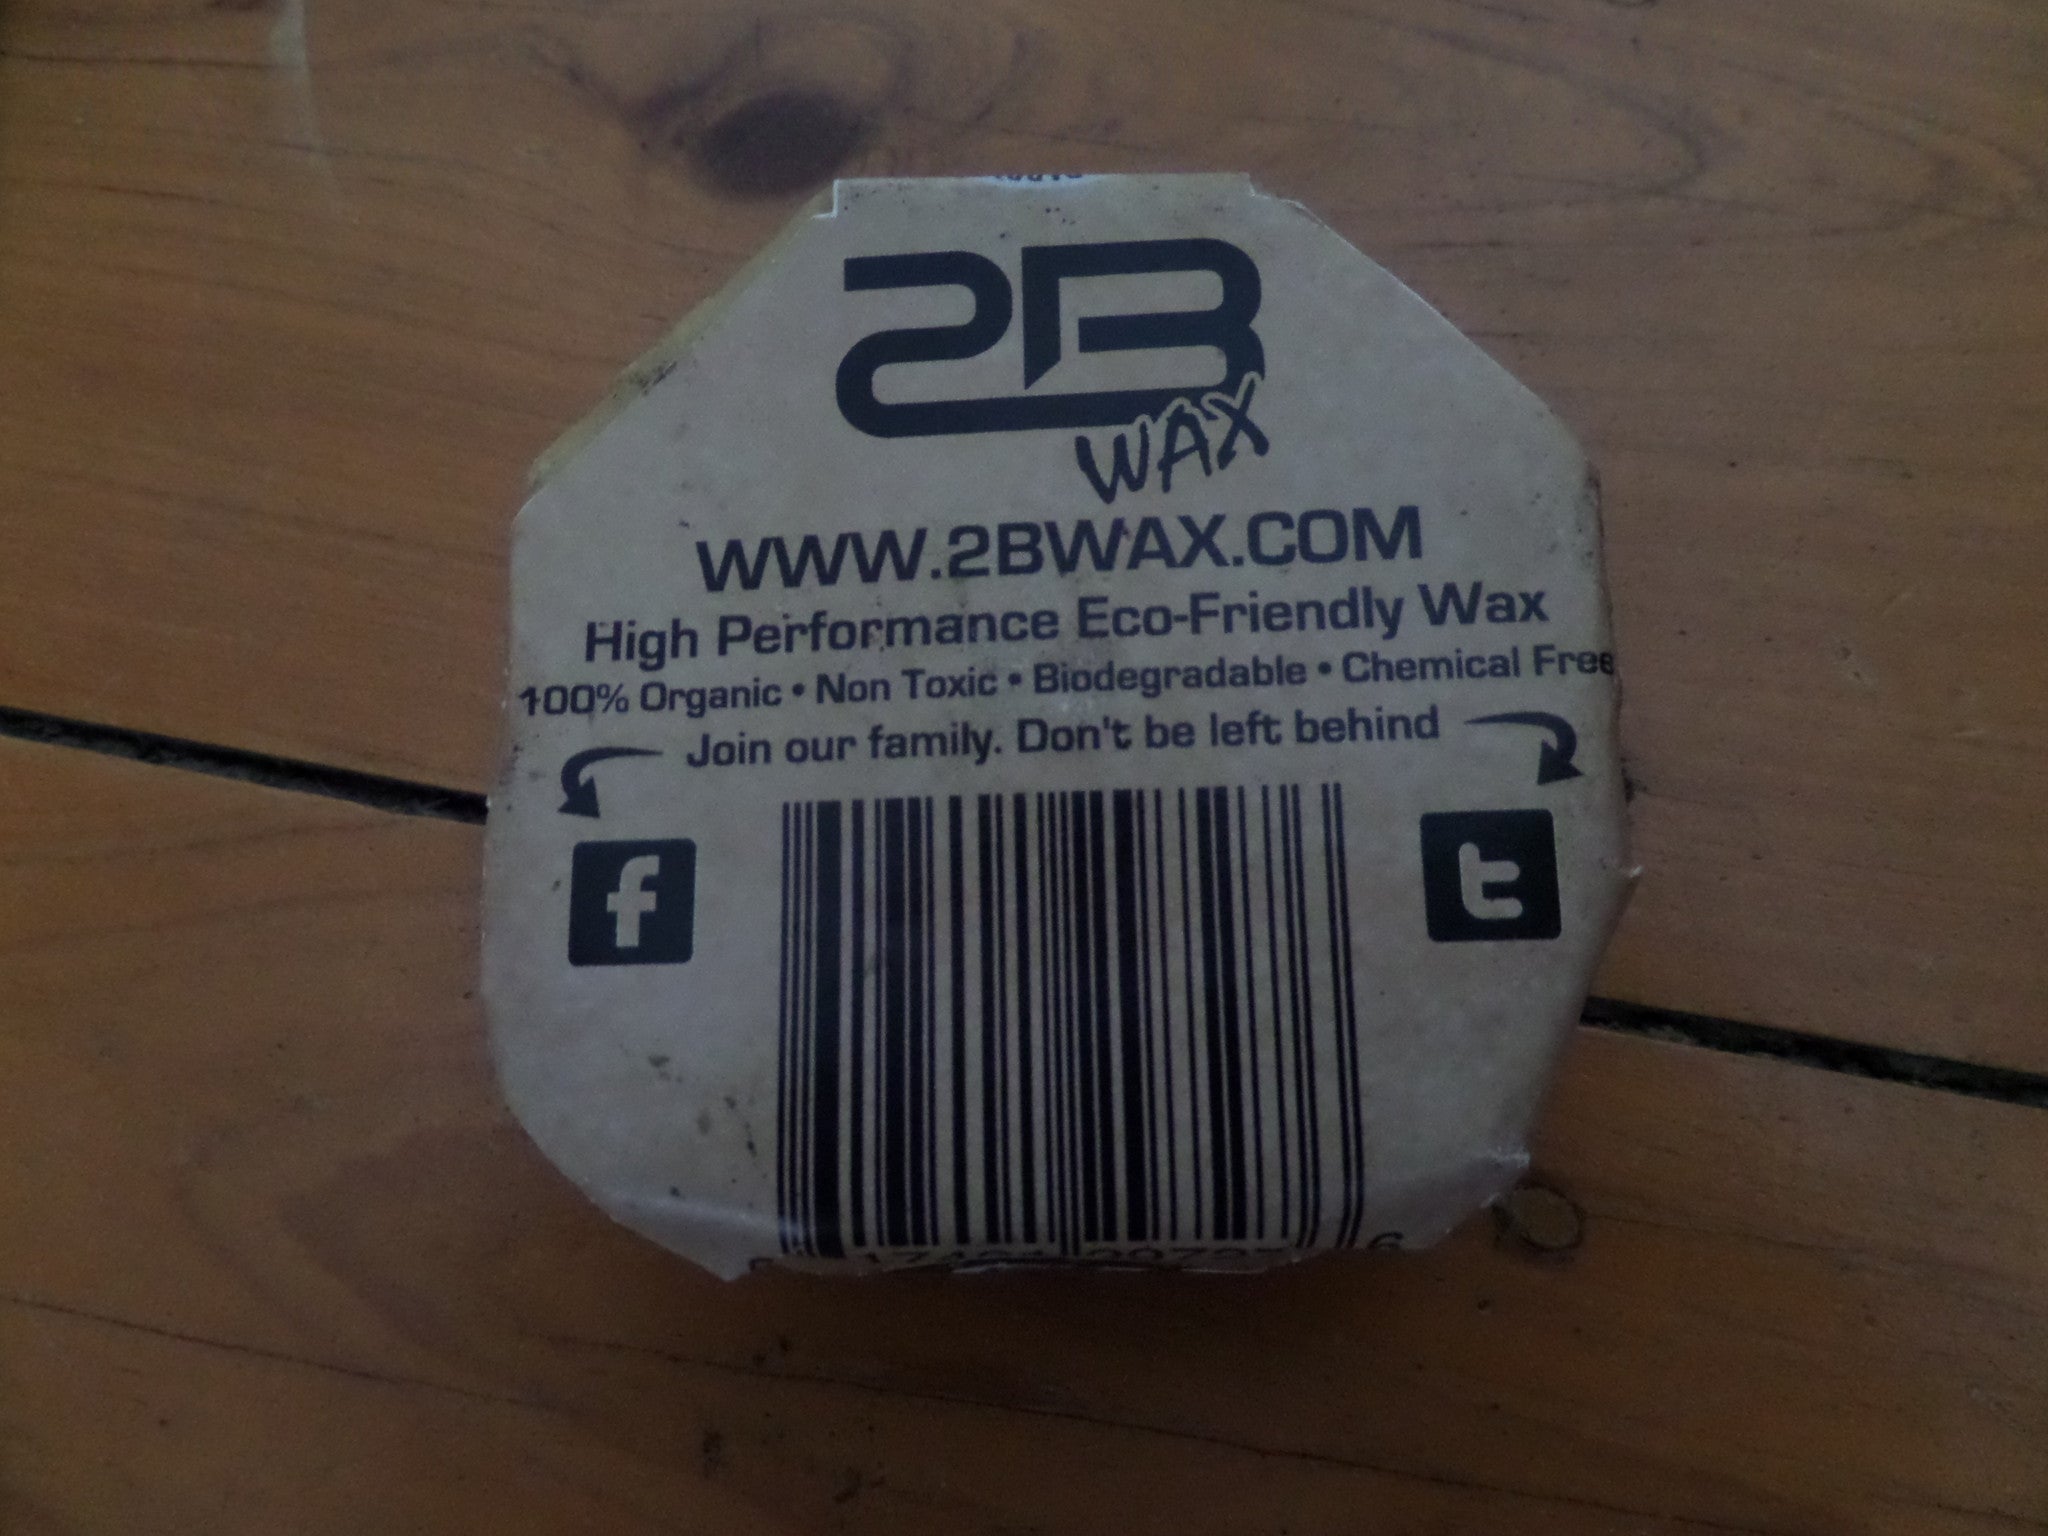 2B
WAX
WWW.2BWAX.COM
High Performance Eco-Friendly Wax
100% Organic • Non Toxic • Biodegradable • Chemical Free
Join our family. Don't be left behind
f
t
6